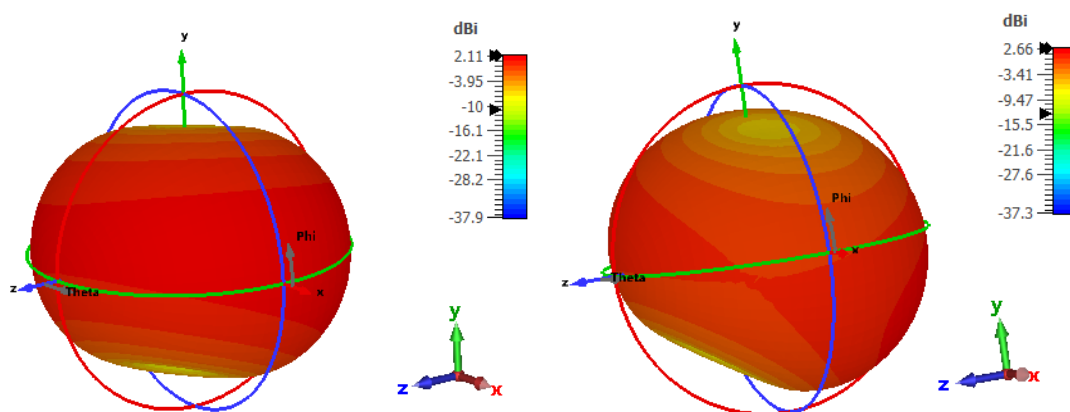 dBi
2.11
-3.95
-10
-16.1
-22.1
-28.2
-37.9
y
Phi
z
Theta
x
y
z
x
dBi
2.66
-3.41
-9.47
-15.5
-21.6
-27.6
-37.3
y
Phi
x
z
Theta
y
z
x